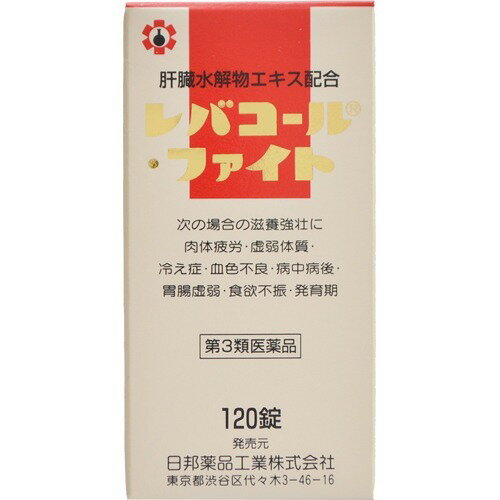 肝臓水解物エキス配合
レバコール®
・ファイト
次の場合の滋養強壮に
肉体疲労・虚弱体質・
冷え症・血色不良・病中病後・
胃腸虚弱・食欲不振・発育期
第3類医薬品
120錠
発売元
日邦薬品工業株式会社
東京都渋谷区代々木3-46-16